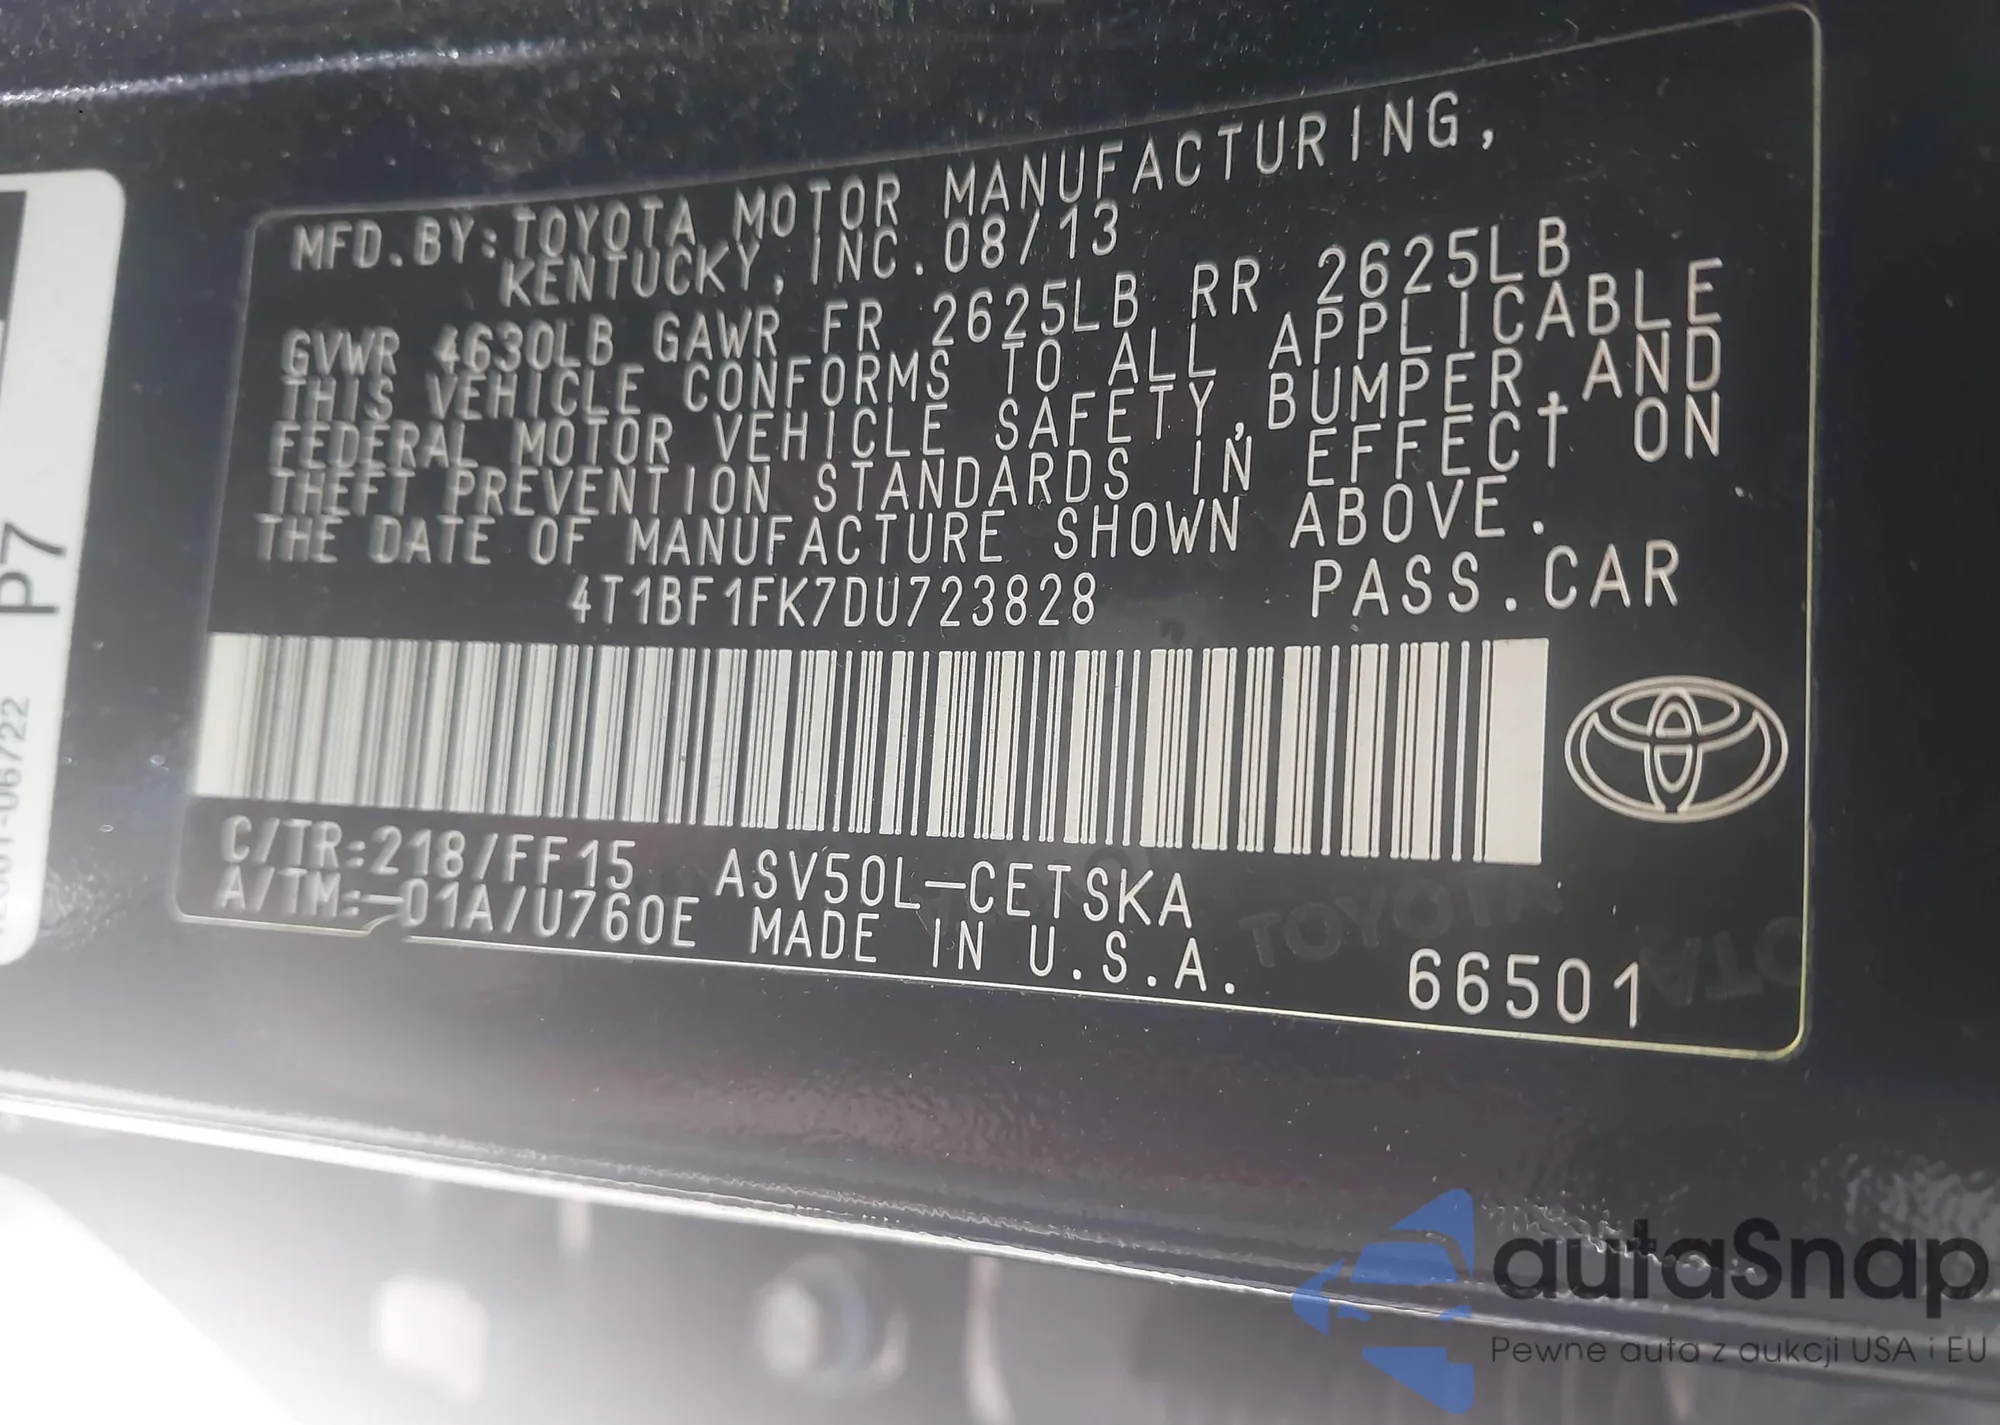 MFD.BY:TOYOTA MOTOR MANUFACTURING,
KENTUCKY, INC.08/13
GVWR 4630LB GAWR FR 2625LB RR 2625LB
THIS VEHICLE CONFORMS TO ALL APPLICABLE
FEDERAL MOTOR VEHICLE SAFETY,BUMPER,AND
THEFT PREVENTION STANDARDS IN EFFECT ON
THE DATE OF MANUFACTURE SHOWN ABOVE.
4T1BF1FK7DU723828 PASS.CAR
C/TR:218/FF15 ASV50L-CETSKA
A/TM:-01A/U760E MADE IN U.S.A.
66501
TOYOTA
P7
autaSnap
Pewne auta z aukcji USA i EU